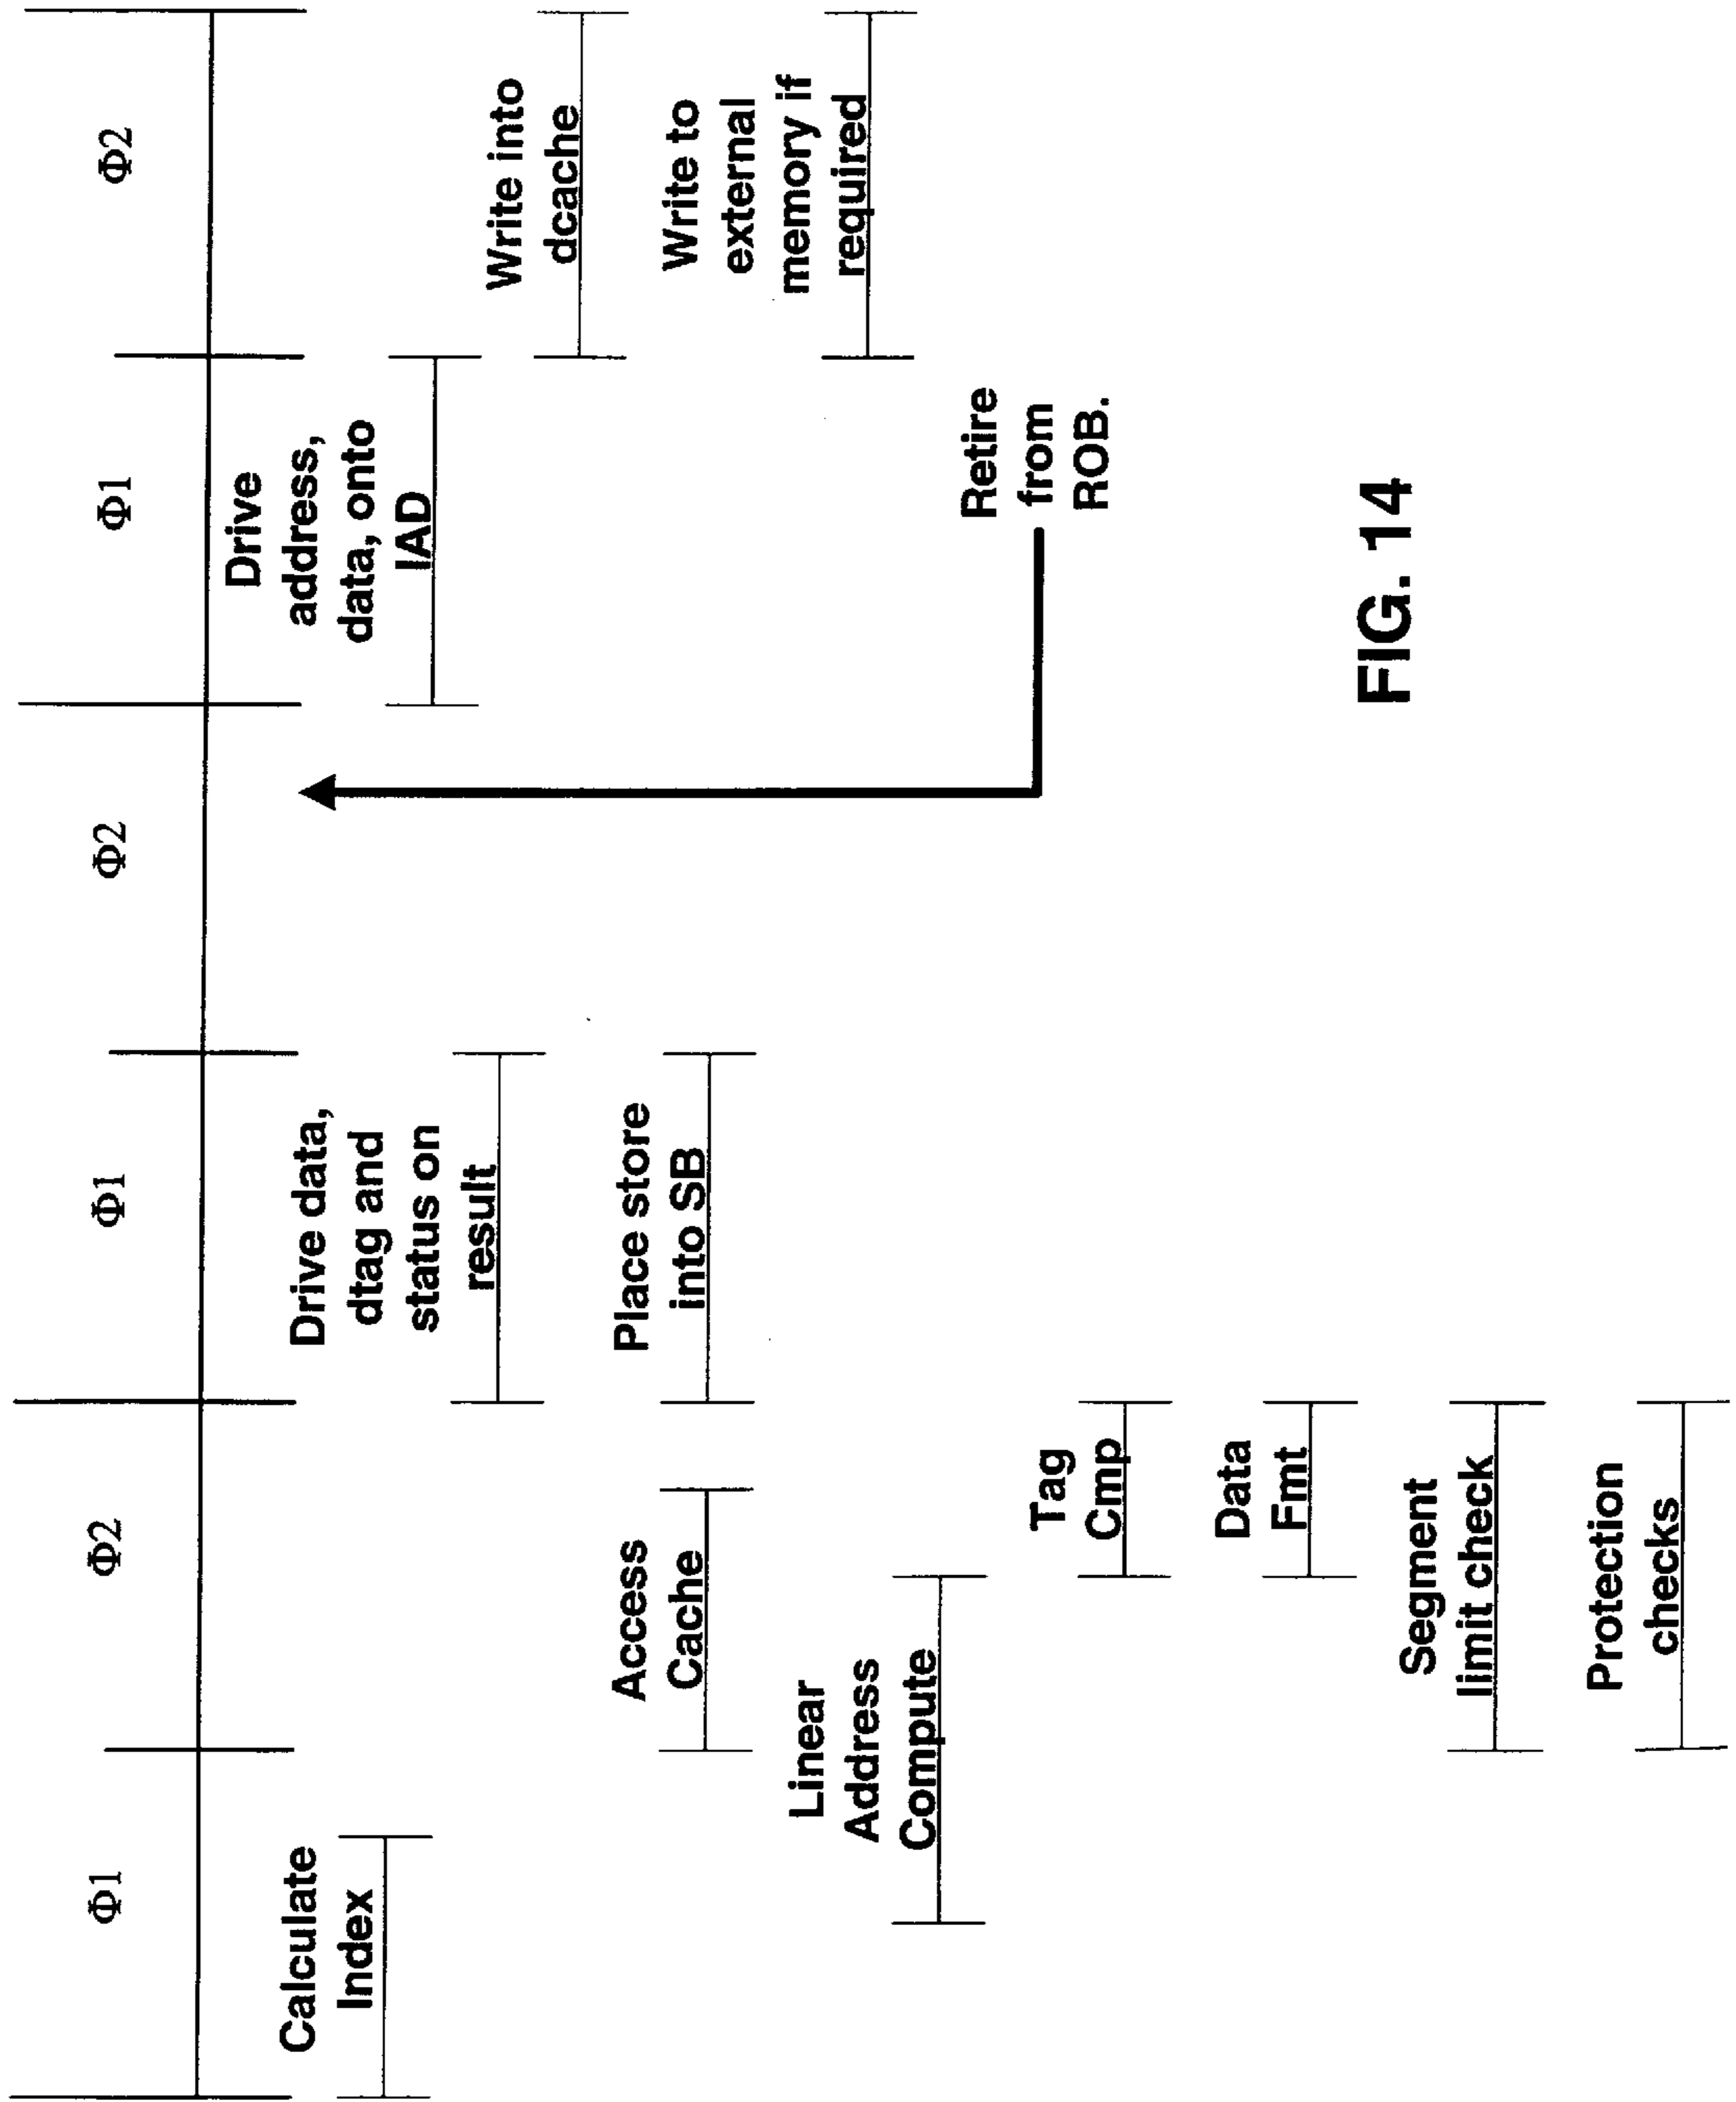 Φ1
Φ2
Φ1
Φ2
Φ1
Φ2
Calculate
Index
Access
Cache
Linear
Address
Compute
Tag
Cmp
Data
Fmt
Segment
limit check
Protection
checks
Drive data,
dtag and
status on
result
Place store
into SB
Drive
address,
data, onto
IAD
Retire
from
ROB.
Write into
dcache
Write to
external
memory if
required
FIG. 14